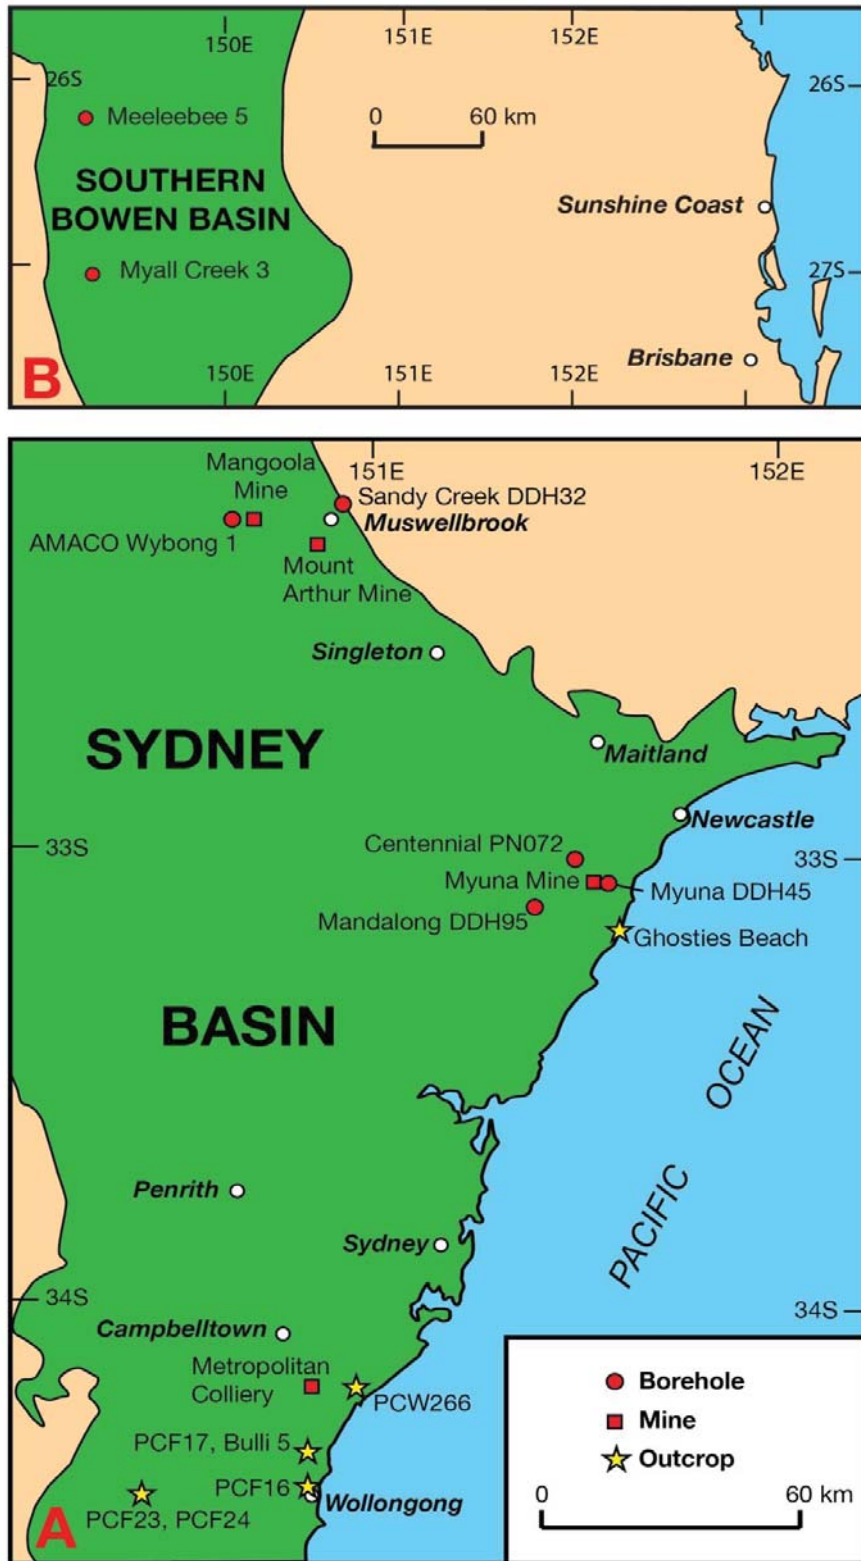 150E
151E
152E
26S
26S
Meeleebee 5
0
60 km
SOUTHERN
BOWEN BASIN
Sunshine Coast
Myall Creek 3
27S
Brisbane
B
150E
151E
152E
Mangoola
Mine
151E
152E
Sandy Creek DDH32
Muswellbrook
AMACO Wybong 1
Mount
Arthur Mine
Singleton
SYDNEY
Maitland
Newcastle
33S
Centennial PN072
33S
Myuna Mine
Myuna DDH45
Mandalong DDH95
Ghosties Beach
BASIN
PACIFIC OCEAN
Penrith
Sydney
34S
34S
Campbelltown
Metropolitan
Colliery
PCW266
PCF17, Bulli 5
PCF16
Wollongong
PCF23, PCF24
A
Borehole
Mine
Outcrop
0
60 km